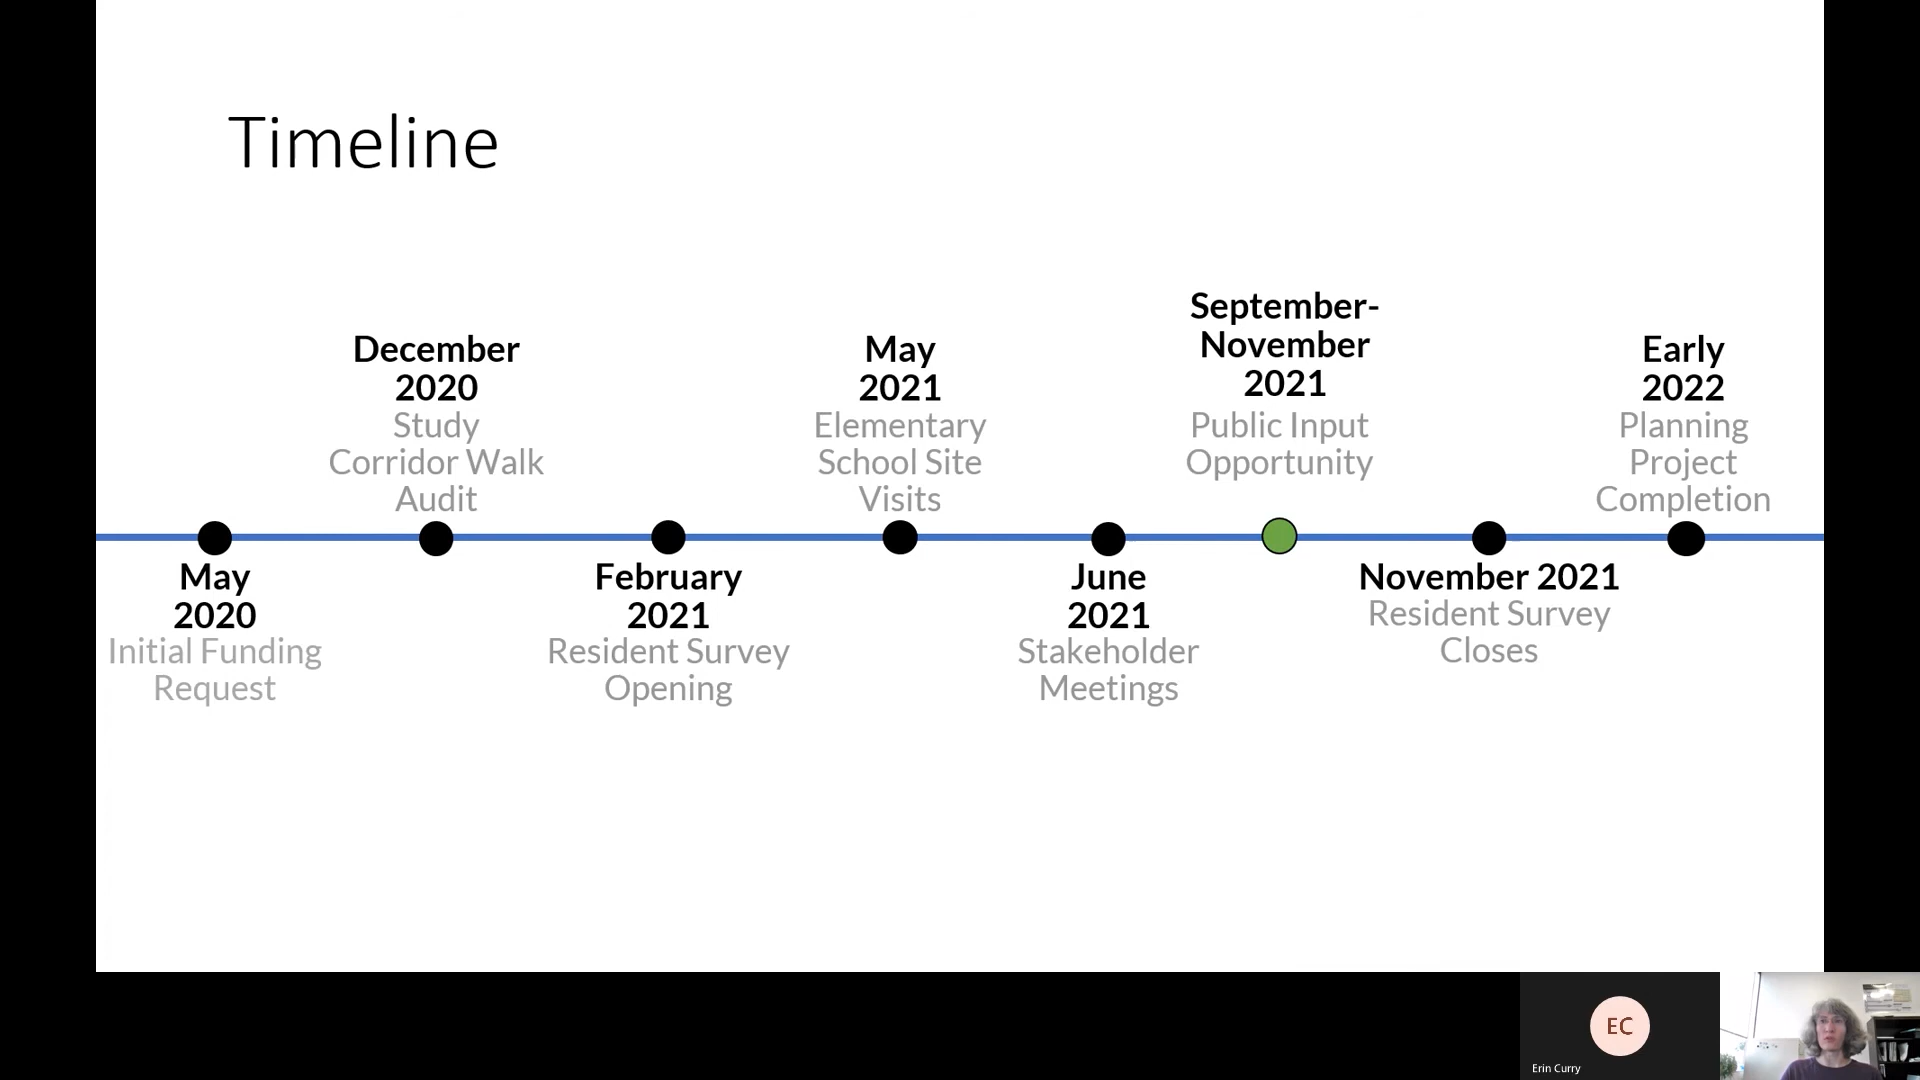 Timeline
May
2020
Initial Funding
Request
December
2020
Study
Corridor Walk
Audit
February
2021
Resident Survey
Opening
May
2021
Elementary
School Site
Visits
June
2021
Stakeholder
Meetings
September-
November
2021
Public Input
Opportunity
November 2021
Resident Survey
Closes
Early
2022
Planning
Project
Completion
EC
Erin Curry